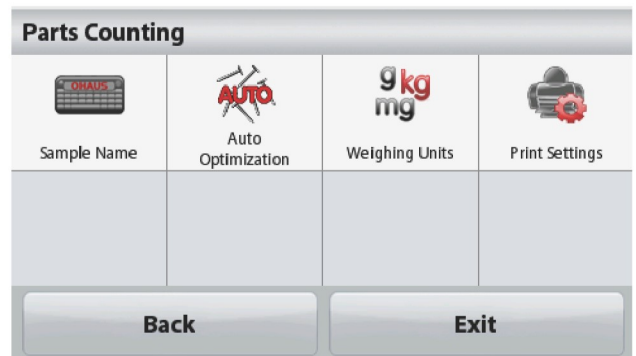 Parts Counting
OHAUS
AUTO
g kg
mg
Sample Name
Auto
Optimization
Weighing Units
Print Settings
Back
Exit